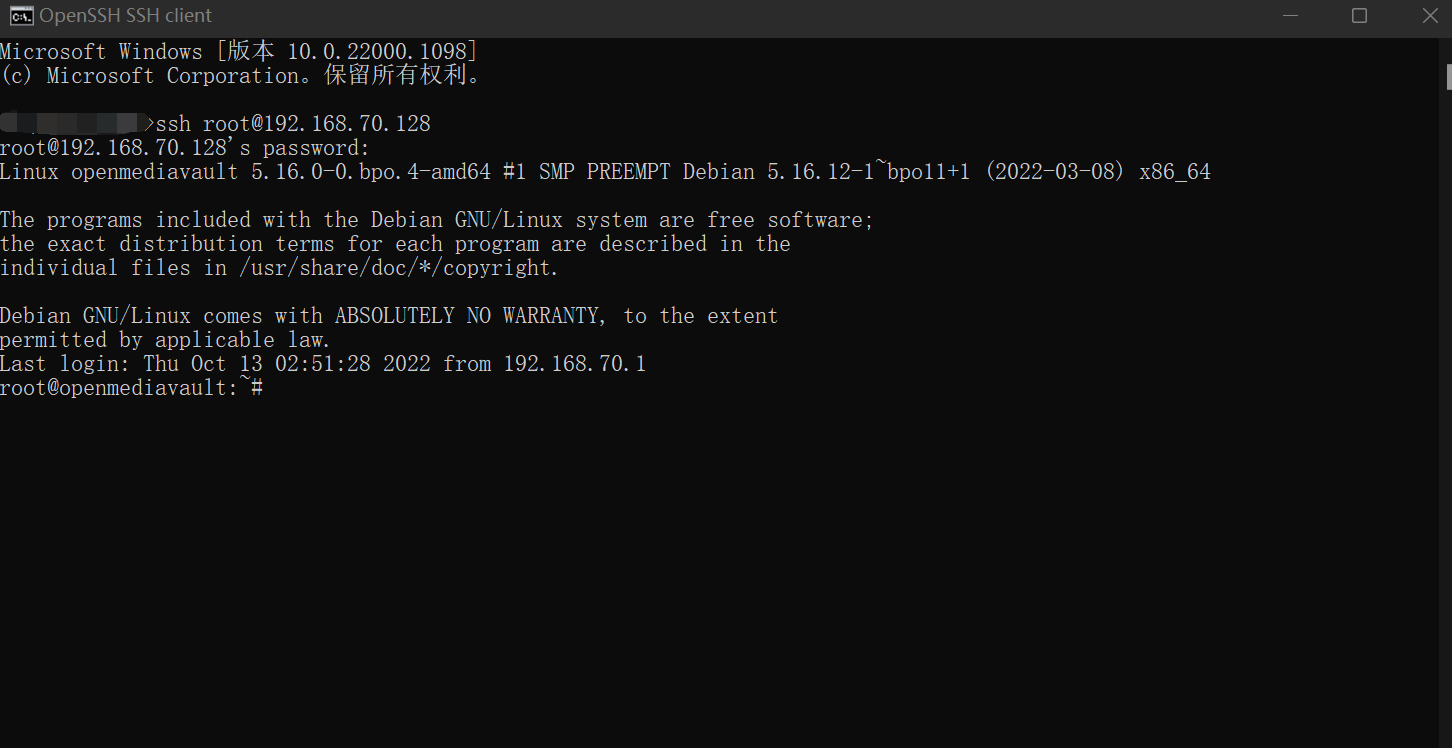 OpenSSH SSH client
Microsoft Windows [版本 10.0.22000.1098]
(c) Microsoft Corporation。保留所有权利。
>ssh root@192.168.70.128
root@192.168.70.128's password:
Linux openmediavault 5.16.0-0.bpo.4-amd64 #1 SMP PREEMPT Debian 5.16.12-1~bpo11+1 (2022-03-08) x86_64
The programs included with the Debian GNU/Linux system are free software;
the exact distribution terms for each program are described in the
individual files in /usr/share/doc/*/copyright.
Debian GNU/Linux comes with ABSOLUTELY NO WARRANTY, to the extent
permitted by applicable law.
Last login: Thu Oct 13 02:51:28 2022 from 192.168.70.1
root@openmediavault:~#